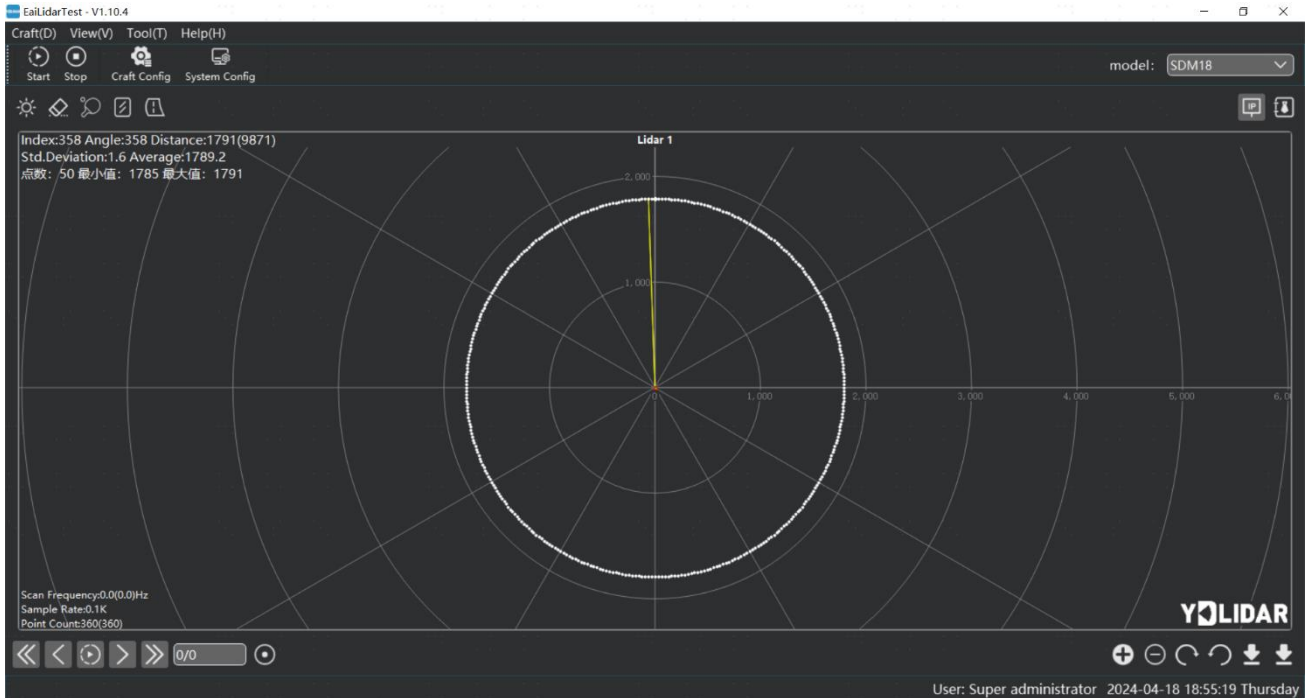 EaiLidarTest - V1.10.4
Craft(D) View(V) Tool(T) Help(H)
Start Stop Craft Config System Config
model: SDM18
IP
Index:358 Angle:358 Distance:1791(9871)
Lidar 1
Std.Deviation:1.6 Average:1789.2
点数: 50 最小值: 1785 最大值: 1791
2,000
1,000
0 1,000 2,000 3,000 4,000 5,000 6,0
Scan Frequency:0.0(0.0)Hz
Sample Rate:0.1K
Point Count:360(360)
YDLIDAR
0/0
User: Super administrator 2024-04-18 18:55:19 Thursday